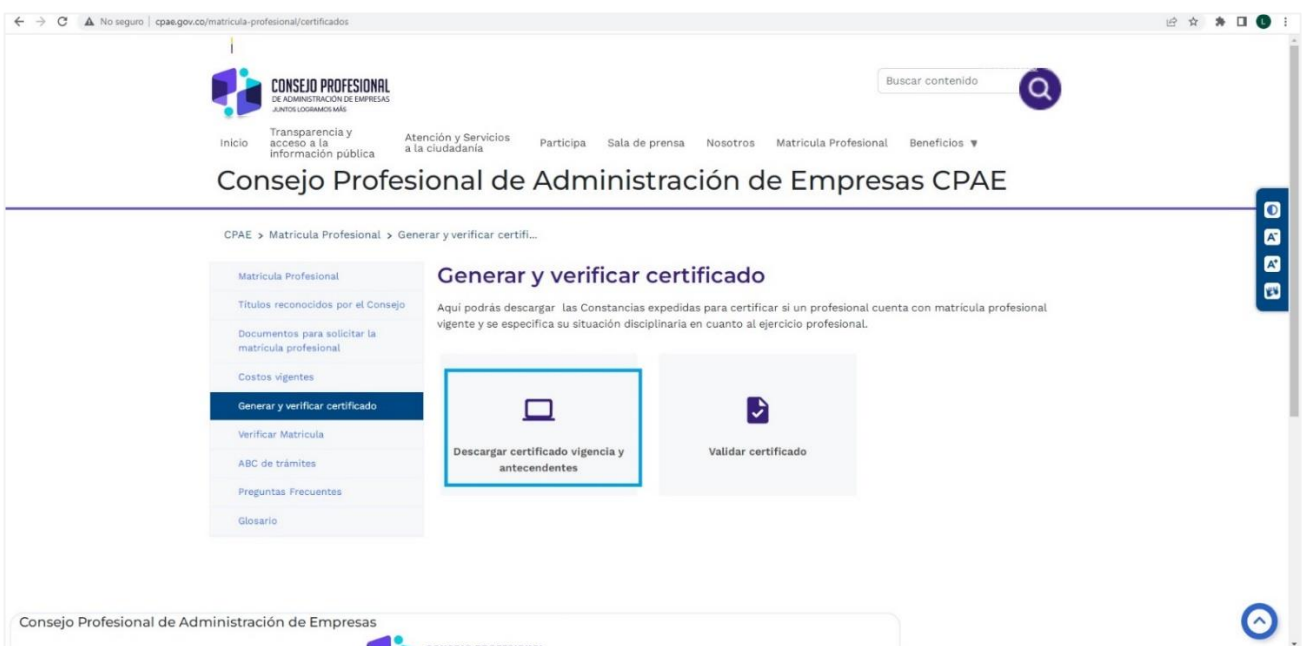 No seguro | cpae.gov.co/matricula-profesional/certificados
L
CONSEJO PROFESIONAL
DE ADMINISTRACIÓN DE EMPRESAS
JUNTOS LOGRAMOS MÁS
Buscar contenido
Inicio
Transparencia y
acceso a la
información pública
Atención y Servicios
a la ciudadanía
Participa
Sala de prensa
Nosotros
Matricula Profesional
Beneficios
Consejo Profesional de Administración de Empresas CPAE
CPAE > Matricula Profesional > Generar y verificar certifi...
Matricula Profesional
Títulos reconocidos por el Consejo
Documentos para solicitar la
matrícula profesional
Costos vigentes
Generar y verificar certificado
Verificar Matricula
ABC de trámites
Preguntas Frecuentes
Glosario
Generar y verificar certificado
Aquí podrás descargar las Constancias expedidas para certificar si un profesional cuenta con matrícula profesional
vigente y se especifica su situación disciplinaria en cuanto al ejercicio profesional.
Descargar certificado vigencia y
antecendentes
Validar certificado
A-
A+
Consejo Profesional de Administración de Empresas